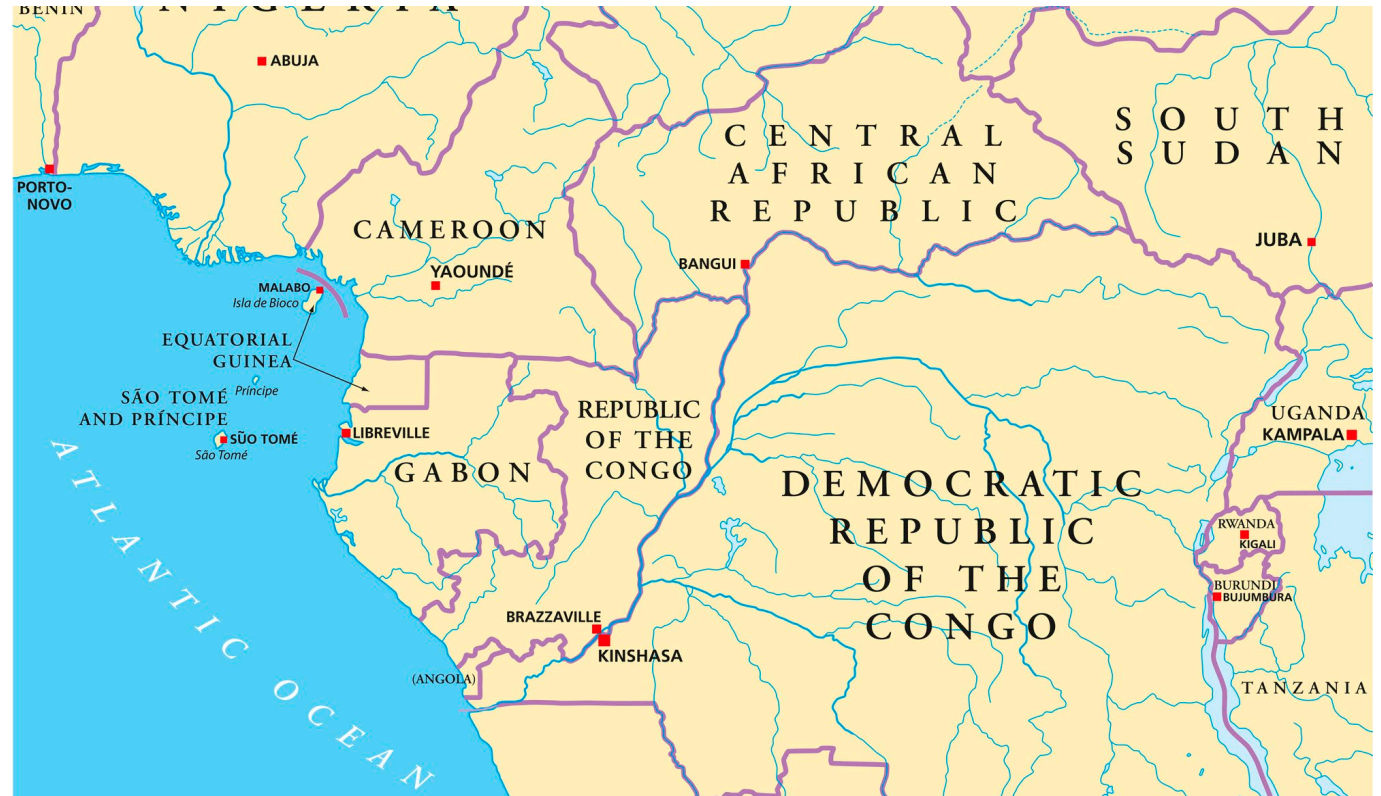 BENIN
NIGERIA
ABUJA
PORTO-
NOVO
CENTRAL
AFRICAN
REPUBLIC
SOUTH
SUDAN
CAMEROON
YAOUNDÉ
BANGUI
JUBA
MALABO
Isla de Bioco
EQUATORIAL
GUINEA
SÃO TOMÉ
AND PRÍNCIPE
Príncipe
SŨO TOMÉ
São Tomé
LIBREVILLE
GABON
REPUBLIC
OF THE
CONGO
UGANDA
KAMPALA
DEMOCRATIC
REPUBLIC
OF THE
CONGO
RWANDA
KIGALI
BURUNDI
BUJUMBURA
BRAZZAVILLE
KINSHASA
(ANGOLA)
TANZANIA
ATLANTIC OCEAN